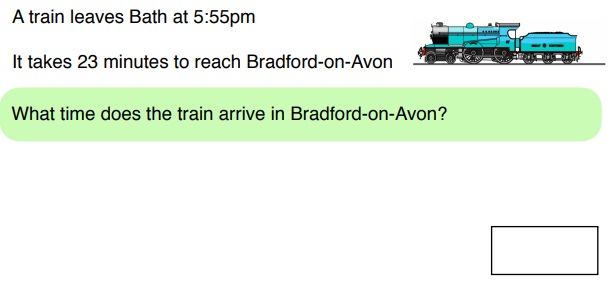 A train leaves Bath at 5:55pm
It takes 23 minutes to reach Bradford-on-Avon
What time does the train arrive in Bradford-on-Avon?